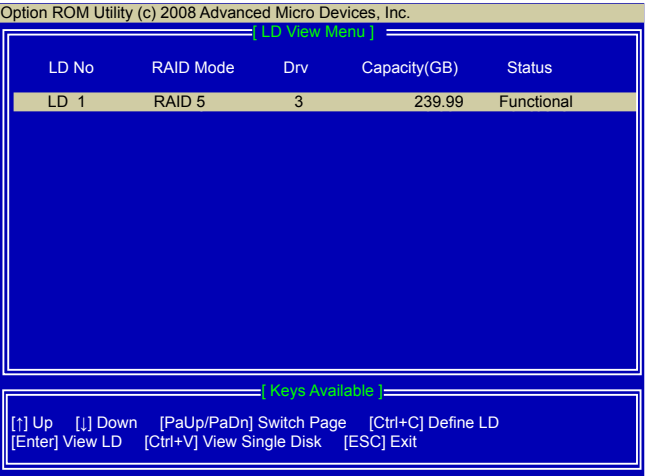 Option ROM Utility (c) 2008 Advanced Micro Devices, Inc.
[ LD View Menu ]
LD No RAID Mode Drv Capacity(GB) Status
LD 1 RAID 5 3 239.99 Functional
[ Keys Available ]
[↑] Up [↓] Down [PaUp/PaDn] Switch Page [Ctrl+C] Define LD
[Enter] View LD [Ctrl+V] View Single Disk [ESC] Exit